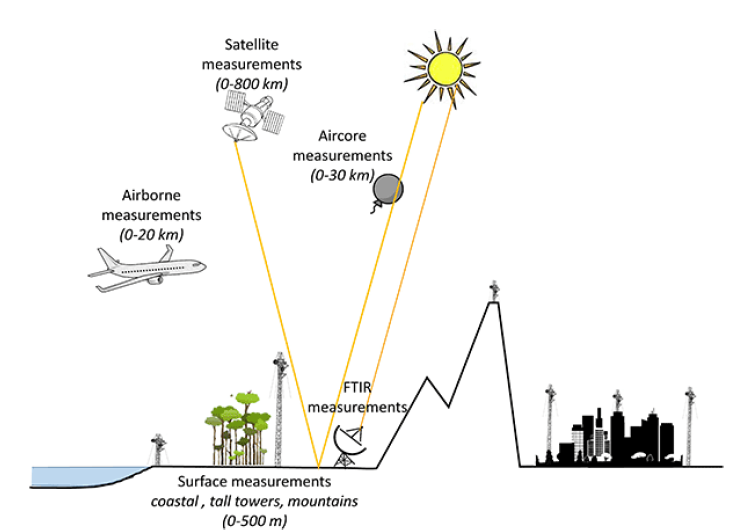 Satellite
measurements
(0-800 km)
Aircore
measurements
(0-30 km)
Airborne
measurements
(0-20 km)
FTIR
measurements
Surface measurements
coastal , tall towers, mountains
(0-500 m)